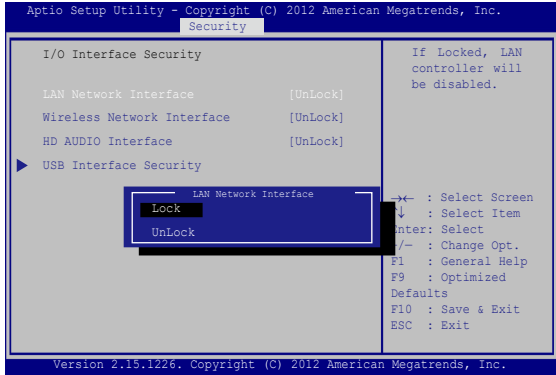 Aptio Setup Utility - Copyright (C) 2012 American Megatrends, Inc.
Security
I/O Interface Security
LAN Network Interface [UnLock]
Wireless Network Interface [UnLock]
HD AUDIO Interface [UnLock]
USB Interface Security
If Locked, LAN
controller will
be disabled.
LAN Network Interface
Lock
UnLock
→← : Select Screen
↑↓ : Select Item
Enter: Select
+/− : Change Opt.
F1 : General Help
F9 : Optimized
Defaults
F10 : Save & Exit
ESC : Exit
Version 2.15.1226. Copyright (C) 2012 American Megatrends, Inc.